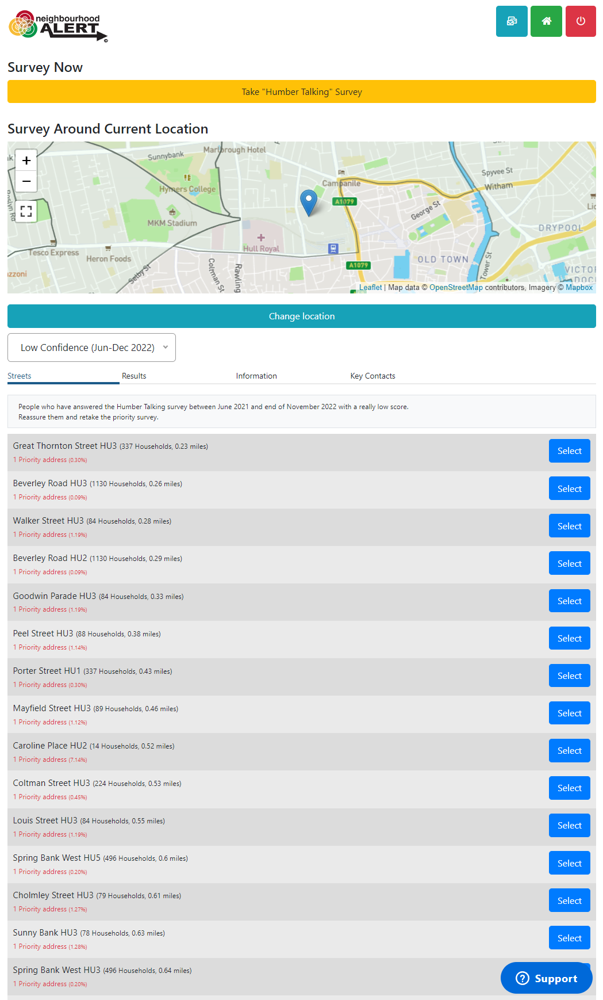 neighbourhood
ALERT
Survey Now
Take "Humber Talking" Survey
Survey Around Current Location
+
−
Marlborough Hotel
Sunnybank
Hymers College
MKM Stadium
Tesco Express
Heron Foods
Selby St
Coltman St
Rawling
Hull Royal
Campanile
A1079
A1079
George St
Spyvee St
Witham
DRYPOOL
OLD TOWN
Tower St
VICTO
DOC
Leaflet | Map data © OpenStreetMap contributors, Imagery © Mapbox
Change location
Low Confidence (Jun-Dec 2022)
Streets Results Information Key Contacts
People who have answered the Humber Talking survey between June 2021 and end of November 2022 with a really low score.
Reassure them and retake the priority survey.
Great Thornton Street HU3 (337 Households, 0.23 miles)
1 Priority address (0.30%)
Select
Beverley Road HU3 (1130 Households, 0.26 miles)
1 Priority address (0.09%)
Select
Walker Street HU3 (84 Households, 0.28 miles)
1 Priority address (1.19%)
Select
Beverley Road HU2 (1130 Households, 0.29 miles)
1 Priority address (0.09%)
Select
Goodwin Parade HU3 (84 Households, 0.33 miles)
1 Priority address (1.19%)
Select
Peel Street HU3 (88 Households, 0.38 miles)
1 Priority address (1.14%)
Select
Porter Street HU1 (337 Households, 0.43 miles)
1 Priority address (0.30%)
Select
Mayfield Street HU3 (89 Households, 0.46 miles)
1 Priority address (1.12%)
Select
Caroline Place HU2 (14 Households, 0.52 miles)
1 Priority address (7.14%)
Select
Coltman Street HU3 (224 Households, 0.53 miles)
1 Priority address (0.45%)
Select
Louis Street HU3 (84 Households, 0.55 miles)
1 Priority address (1.19%)
Select
Spring Bank West HU5 (496 Households, 0.6 miles)
1 Priority address (0.20%)
Select
Cholmley Street HU3 (79 Households, 0.61 miles)
1 Priority address (1.27%)
Select
Sunny Bank HU3 (78 Households, 0.63 miles)
1 Priority address (1.28%)
Select
Spring Bank West HU3 (496 Households, 0.64 miles)
1 Priority address (0.20%)
Support